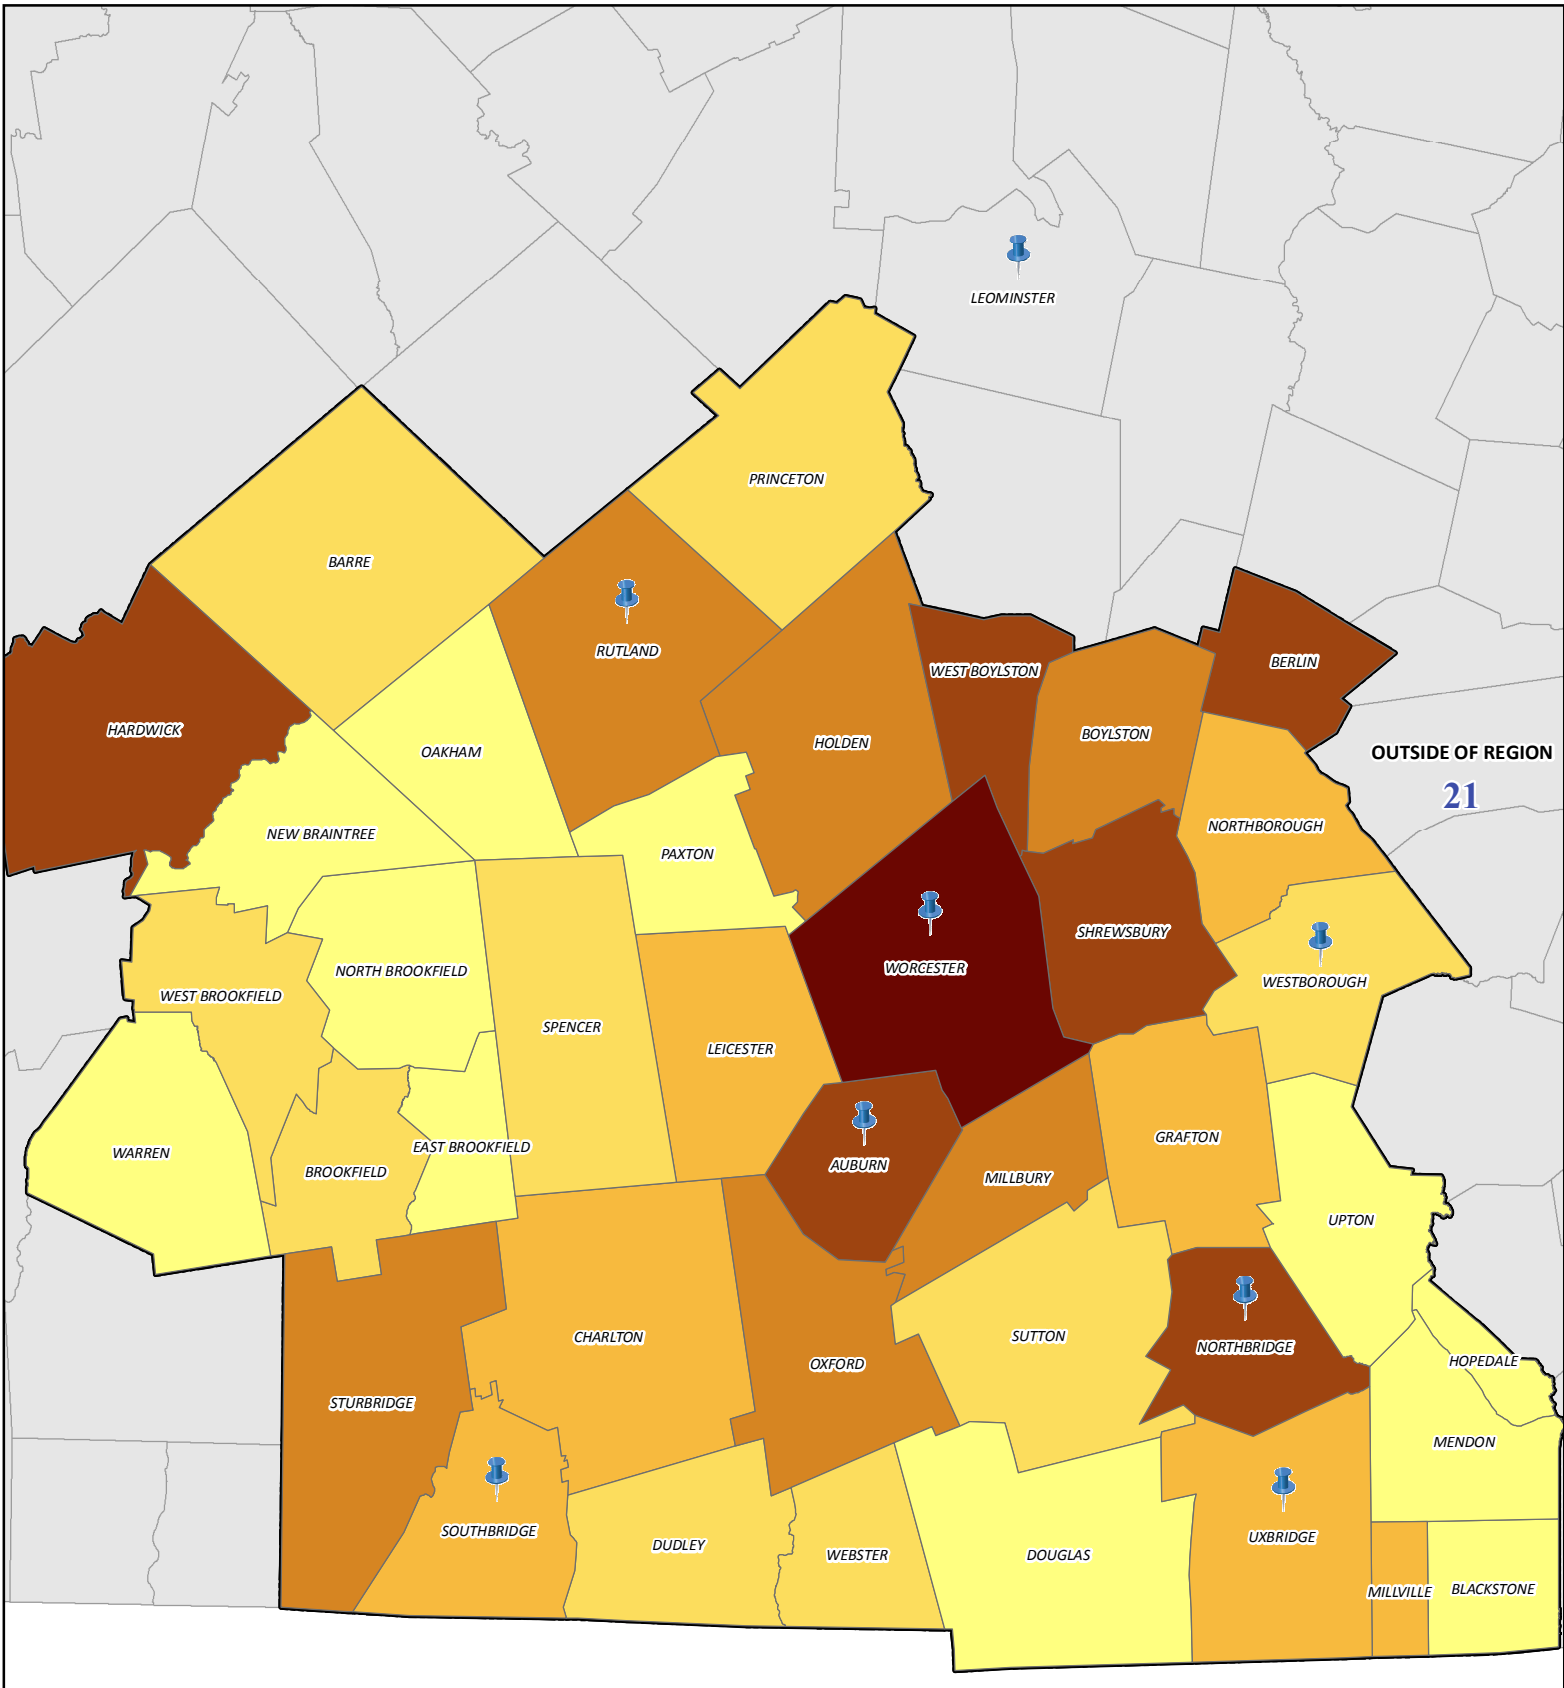 LEOMINSTER
PRINCETON
BARRE
RUTLAND
BERLIN
WEST BOYLSTON
HARDWICK
BOYLSTON
HOLDEN
OAKHAM
OUTSIDE OF REGION
21
NORTHBOROUGH
NEW BRAINTREE
PAXTON
SHREWSBURY
WORCESTER
NORTH BROOKFIELD
WESTBOROUGH
WEST BROOKFIELD
SPENCER
LEICESTER
GRAFTON
EAST BROOKFIELD
WARREN
AUBURN
BROOKFIELD
MILLBURY
UPTON
SUTTON
CHARLTON
NORTHBRIDGE
HOPEDALE
OXFORD
STURBRIDGE
MENDON
SOUTHBRIDGE
UXBRIDGE
DUDLEY
WEBSTER
DOUGLAS
BLACKSTONE
MILLVILLE